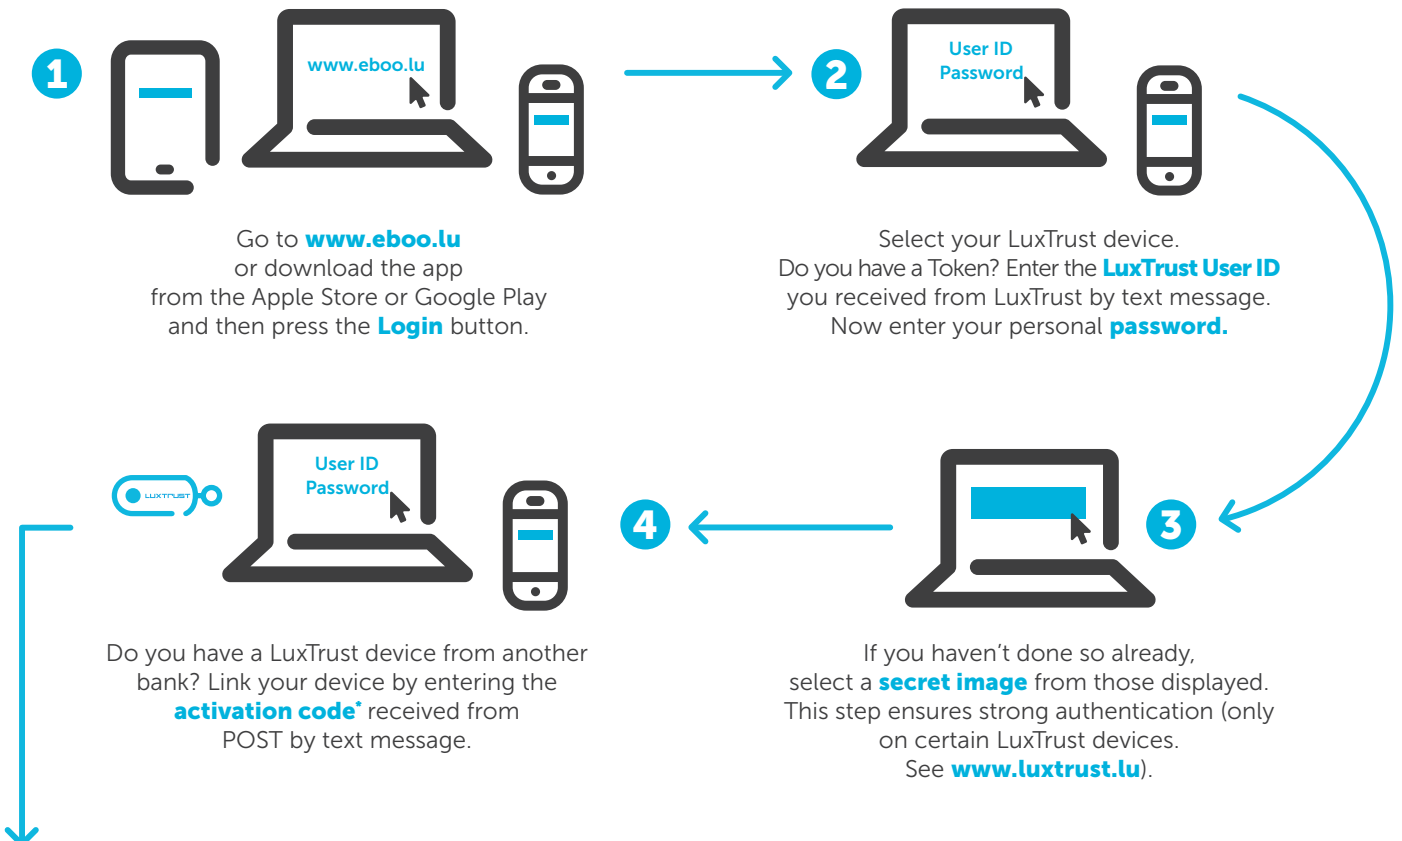 1
www.eboo.lu
Go to www.eboo.lu
or download the app
from the Apple Store or Google Play
and then press the Login button.
2
User ID
Password
Select your LuxTrust device.
Do you have a Token? Enter the LuxTrust User ID
you received from LuxTrust by text message.
Now enter your personal password.
3
If you haven't done so already,
select a secret image from those displayed.
This step ensures strong authentication (only
on certain LuxTrust devices.
See www.luxtrust.lu).
4
LUXTRUST
User ID
Password
Do you have a LuxTrust device from another
bank? Link your device by entering the
activation code* received from
POST by text message.